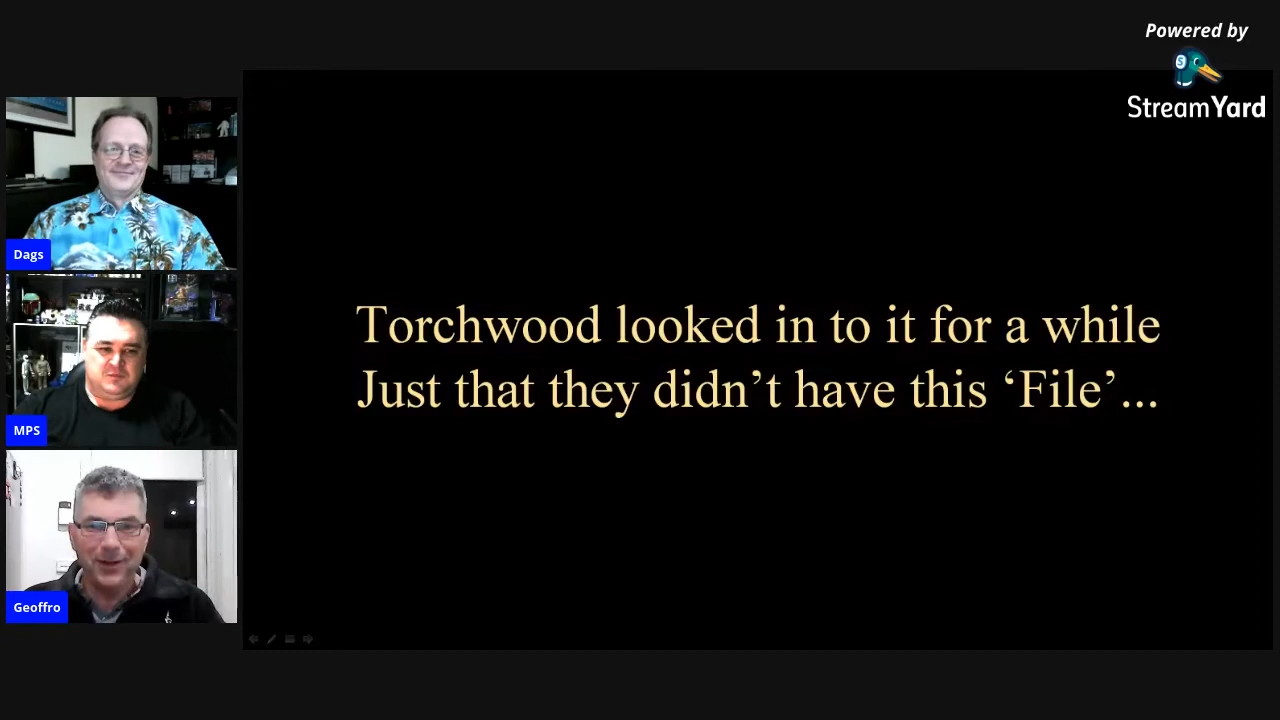 Powered by
StreamYard
Dags
MPS
Geoffro
Torchwood looked in to it for a while
Just that they didn’t have this ‘File’...